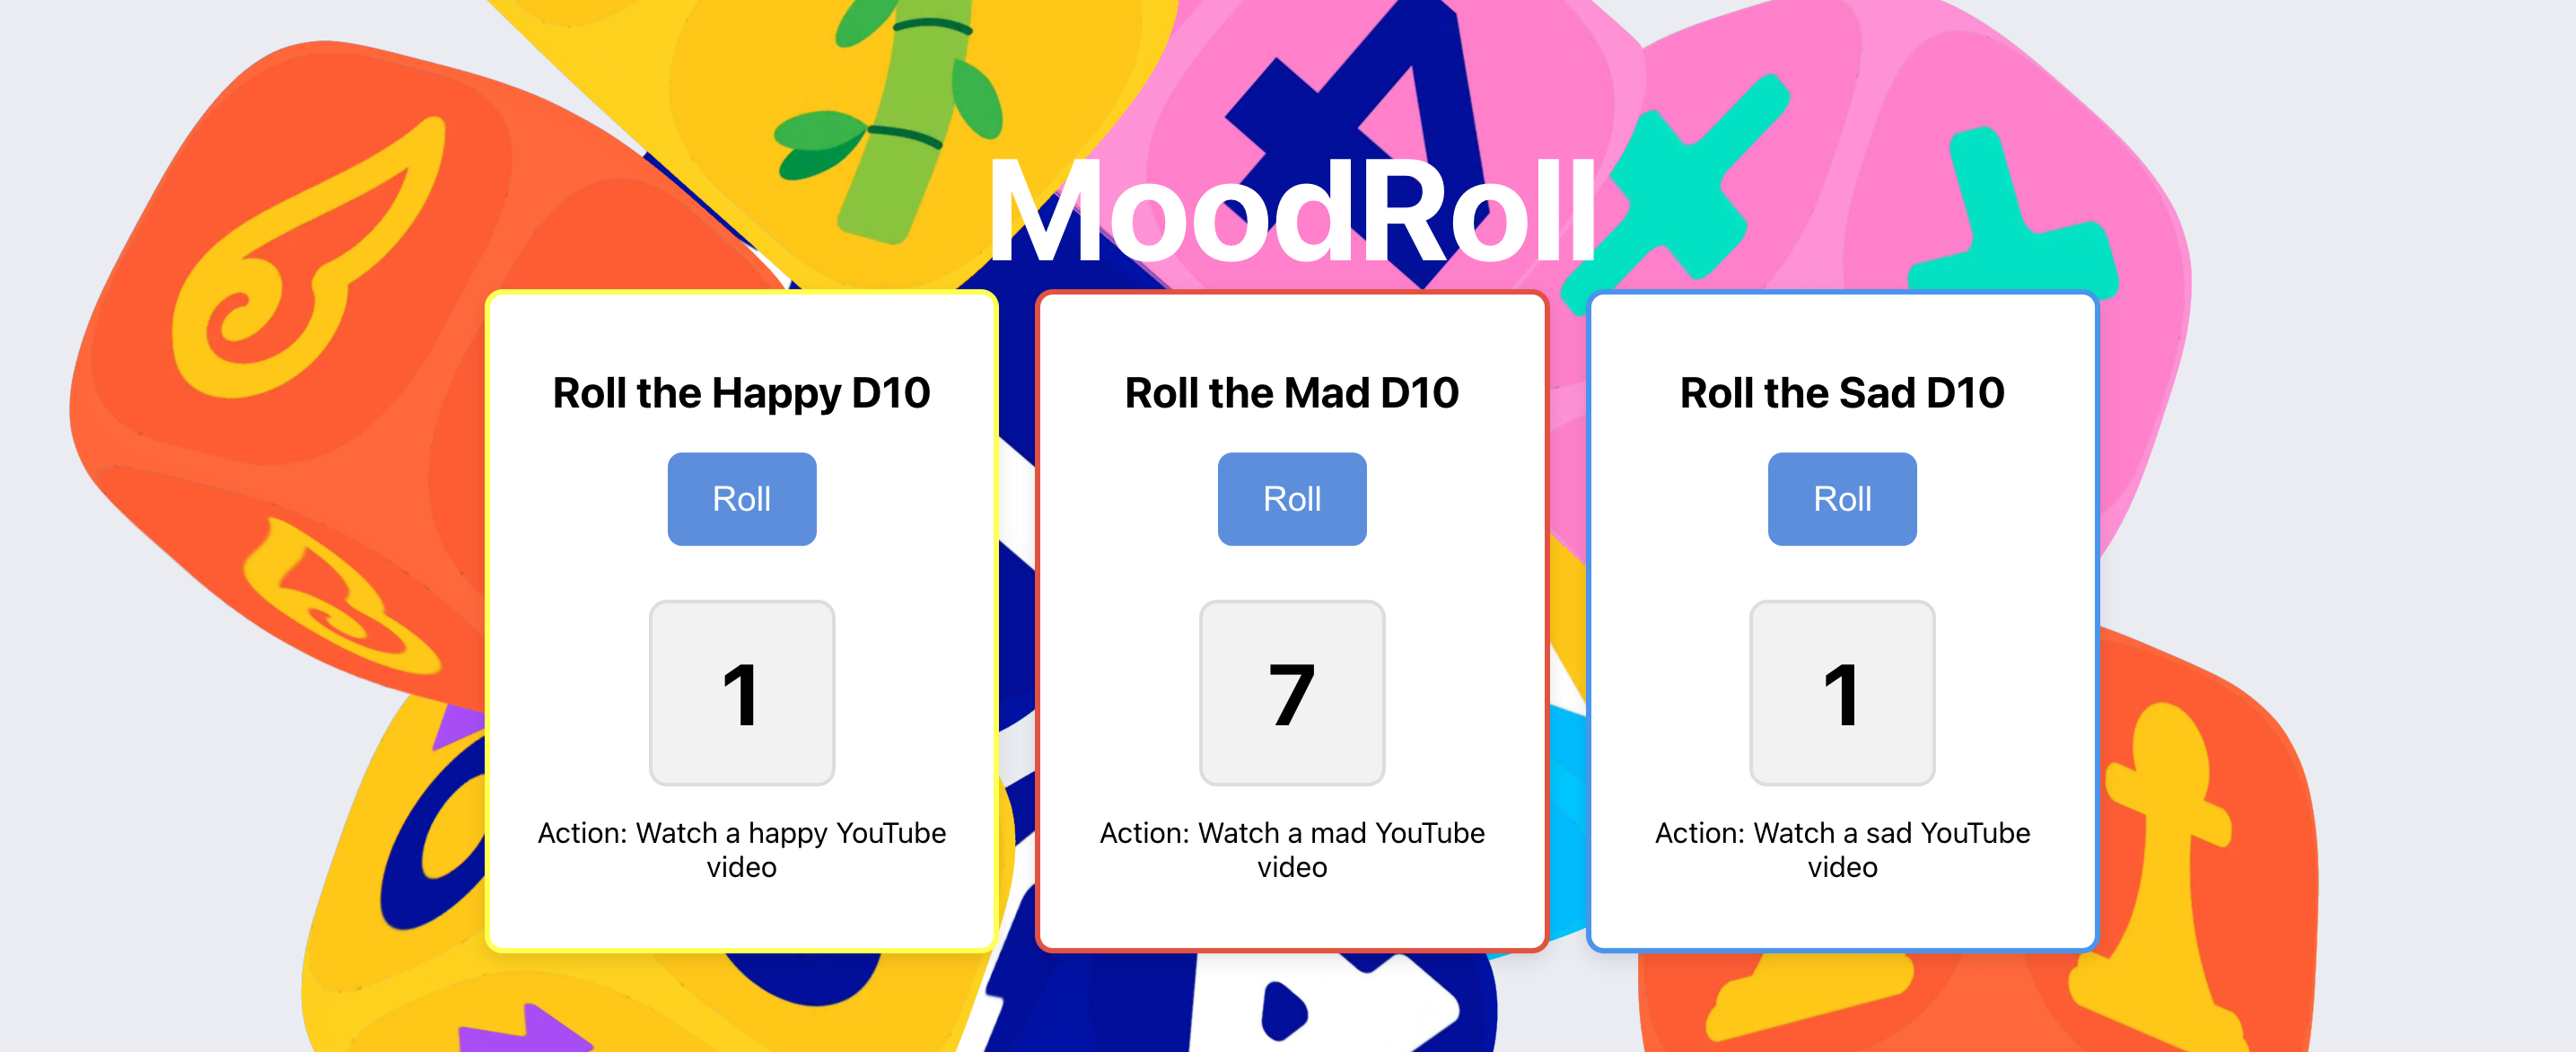 MoodRoll
Roll the Happy D10
Roll
1
Action: Watch a happy YouTube
video
Roll the Mad D10
Roll
7
Action: Watch a mad YouTube
video
Roll the Sad D10
Roll
1
Action: Watch a sad YouTube
video